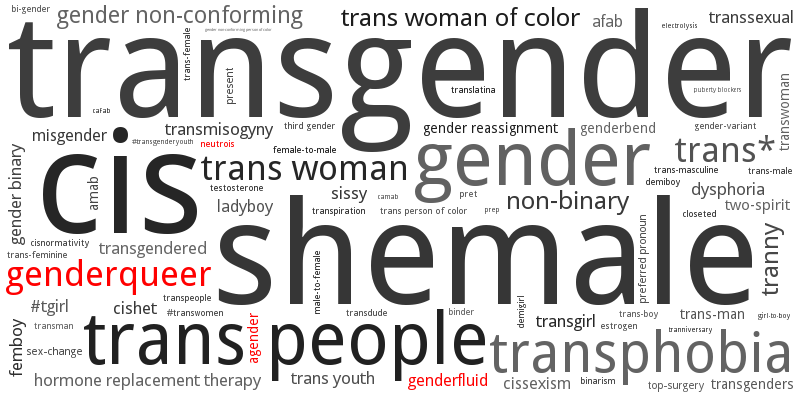 bi-gender
gender non-conforming
gender non conforming person of color
trans woman of color
afab
transsexual
electrolysis
transgender
trans-female
present
translatina
puberty blockers
transwoman
cafab
misgender
transmisogyny
third gender
gender reassignment
genderbend
gender-variant
#transgenderyouth
neutrois
female-to-male
trans*
gender binary
cis
trans woman
gender
trans-masculine
trans-male
amab
testosterone
sissy
camab
pret
non-binary
demiboy
dysphoria
ladyboy
transpiration
trans person of color
prep
closeted
two-spirit
cisnormativity
transgendered
trans-feminine
shemale
preferred pronoun
tranny
genderqueer
male-to-female
#tgirl
cishet
transpeople
#transwomen
transdude
binder
demigirl
transgirl
trans-boy
estrogen
trans-man
girl-to-boy
tranniversary
femboy
transman
sex-change
trans people
agender
transphobia
hormone replacement therapy
trans youth
genderfluid
cissexism
binarism
top-surgery
transgenders